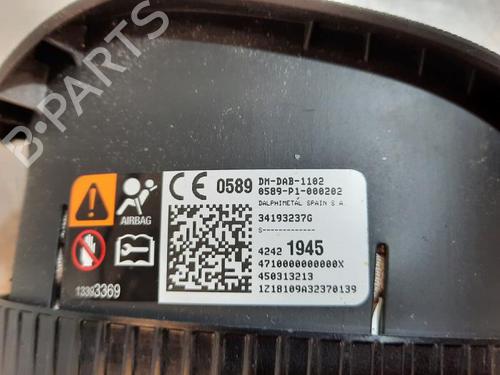 B-PARTS
AIRBAG
13393369
CE 0589
DM-DAB-1102
0589-P1-000202
DALPHIMETAL SPAIN S.A.
34193237G
S-------------
4242 1945
4710000000000X
450313213
1Z18109A32370139